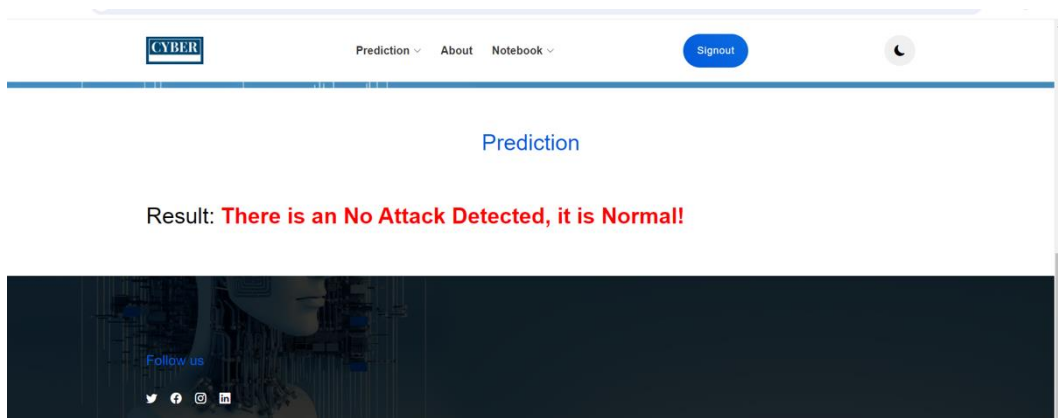 CYBER
Prediction
About
Notebook
Signout
Prediction
Result: There is an No Attack Detected, it is Normal!
Follow us